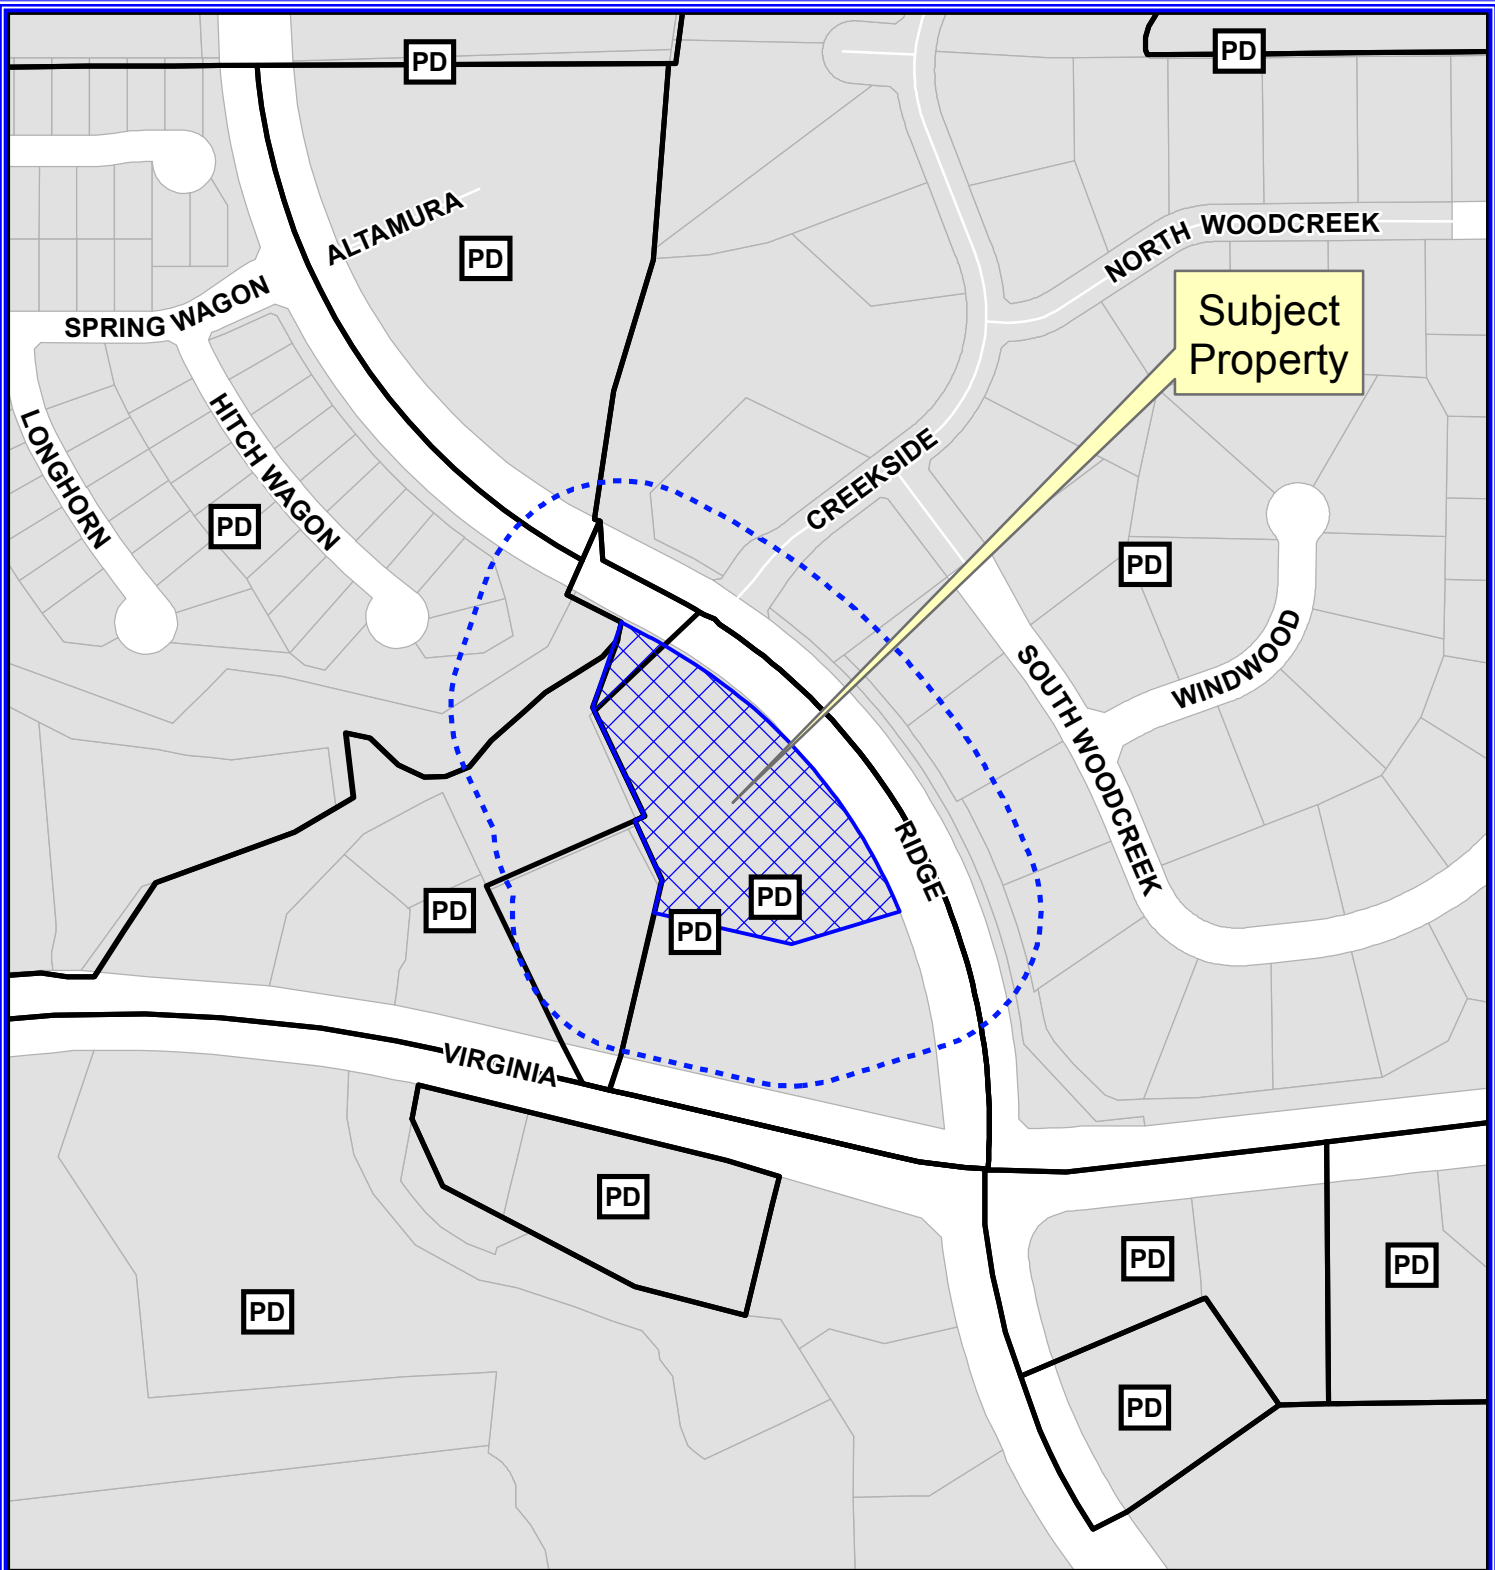 PD
PD
ALTAMURA
PD
NORTH WOODCREEK
SPRING WAGON
Subject
Property
LONGHORN
HITCH WAGON
PD
CREEKSIDE
PD
SOUTH WOODCREEK
WINDWOOD
RIDGE
PD
PD
PD
VIRGINIA
PD
PD
PD
PD
PD